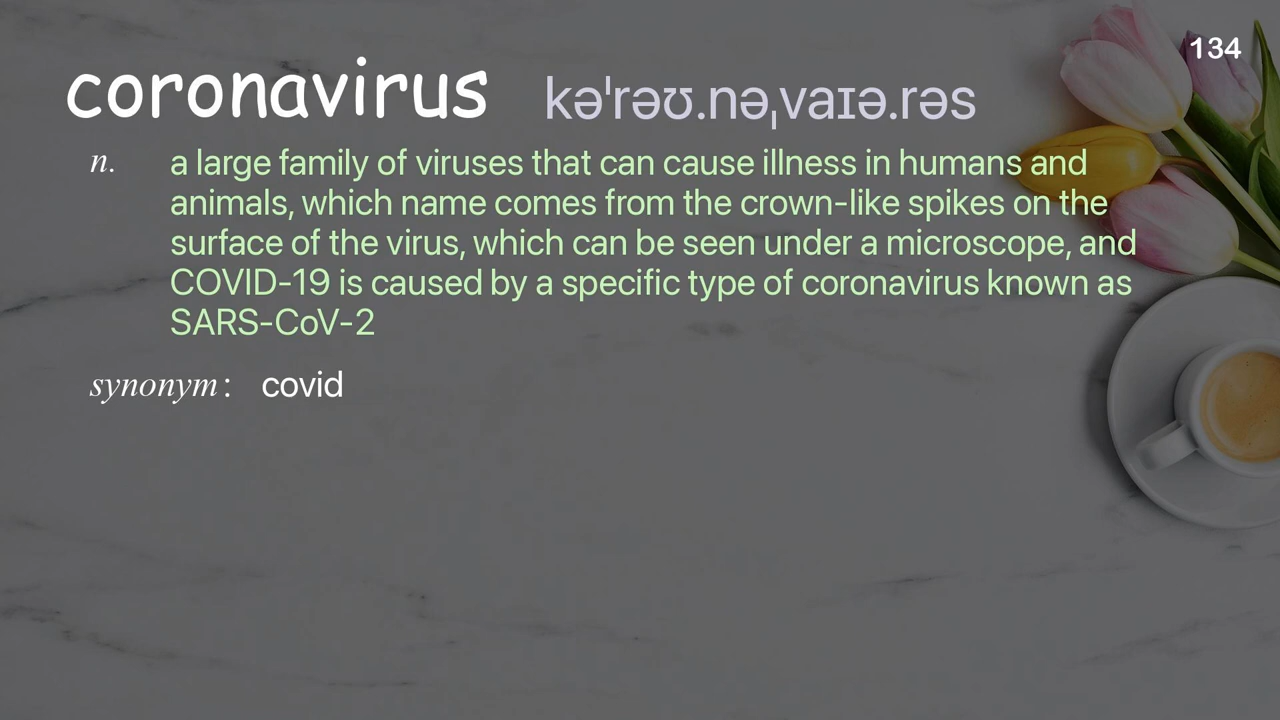 134
coronavirus kəˈrəʊ.nəˌvaɪə.rəs
n. a large family of viruses that can cause illness in humans and
animals, which name comes from the crown-like spikes on the
surface of the virus, which can be seen under a microscope, and
COVID-19 is caused by a specific type of coronavirus known as
SARS-CoV-2
synonym: covid